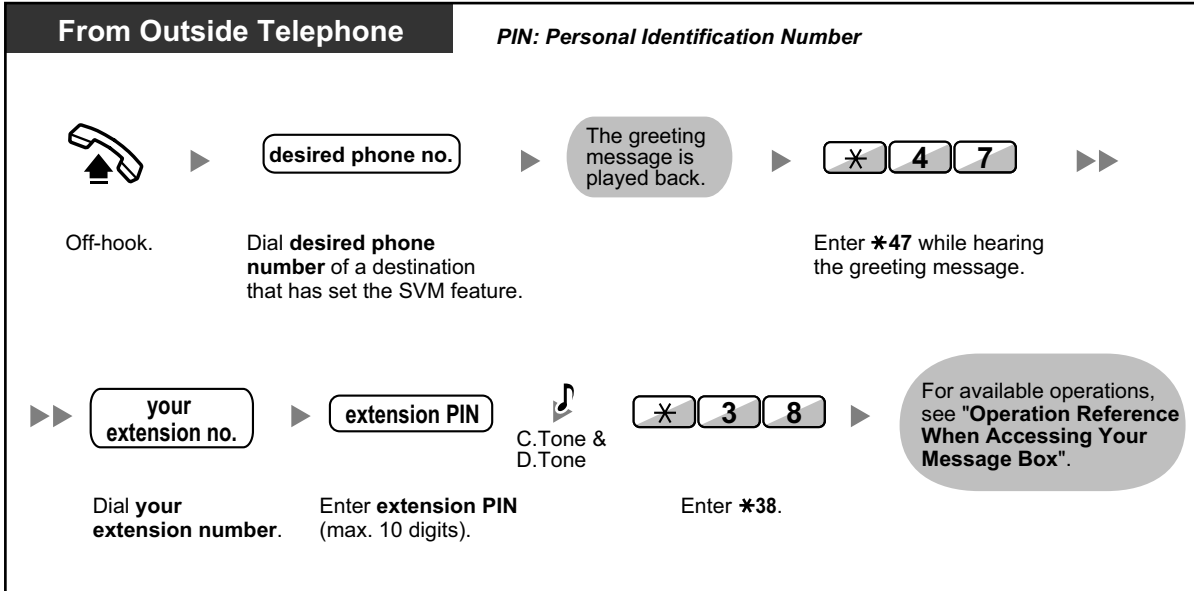 From Outside Telephone
PIN: Personal Identification Number
desired phone no.
The greeting
message is
played back.
* 4 7
Off-hook.
Dial desired phone
number of a destination
that has set the SVM feature.
Enter *47 while hearing
the greeting message.
your
extension no.
extension PIN
C.Tone &
D.Tone
* 3 8
For available operations,
see "Operation Reference
When Accessing Your
Message Box".
Dial your
extension number.
Enter extension PIN
(max. 10 digits).
Enter *38.